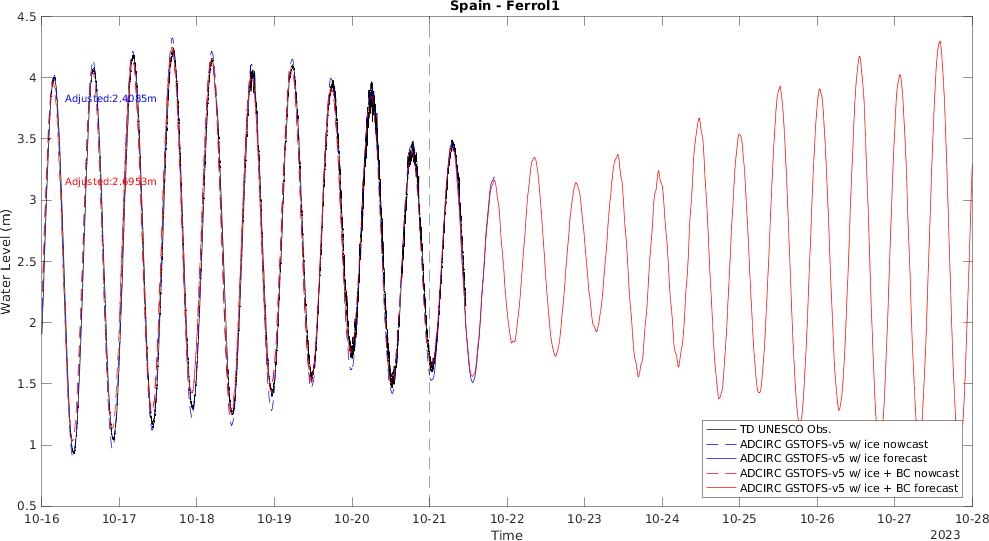 Spain - Ferrol1
4.5
4
3.5
3
2.5
2
1.5
1
0.5
Water Level (m)
Adjusted:2.4085m
Adjusted:2.6953m
TD UNESCO Obs.
ADCIRC GSTOFS-v5 w/ ice nowcast
ADCIRC GSTOFS-v5 w/ ice forecast
ADCIRC GSTOFS-v5 w/ ice + BC nowcast
ADCIRC GSTOFS-v5 w/ ice + BC forecast
10-16 10-17 10-18 10-19 10-20 10-21 10-22 10-23 10-24 10-25 10-26 10-27 10-28
Time
2023